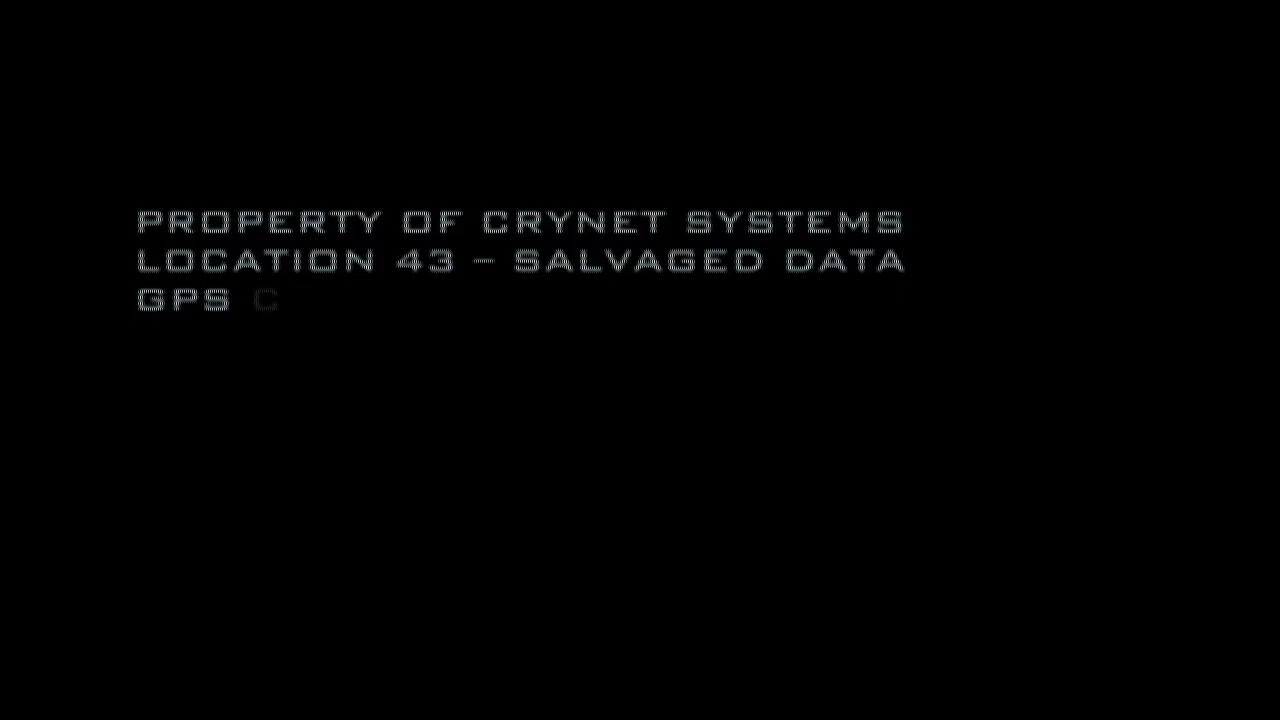 PROPERTY OF CRYNET SYSTEMS
LOCATION 43 – SALVAGED DATA
GPS C